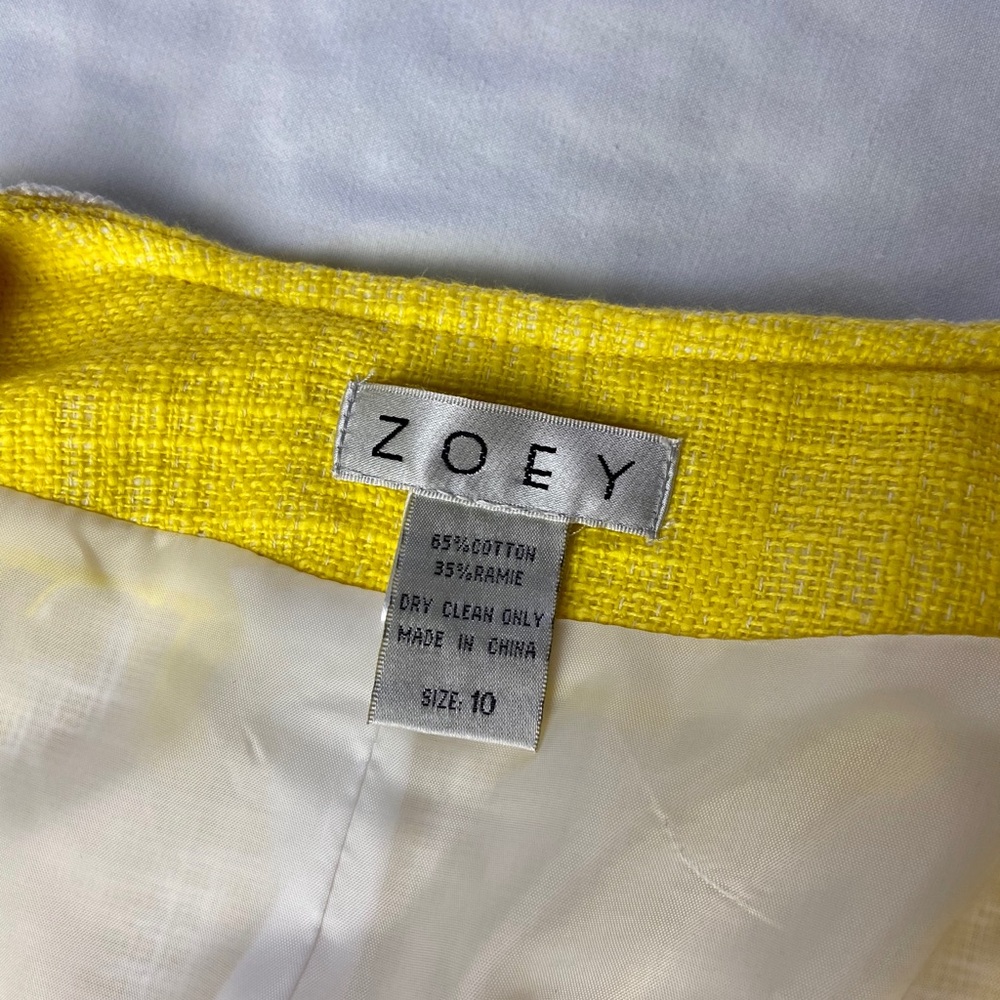 ZOEY
65%COTTON
35%RAMIE
DRY CLEAN ONLY
MADE IN CHINA
SIZE: 10